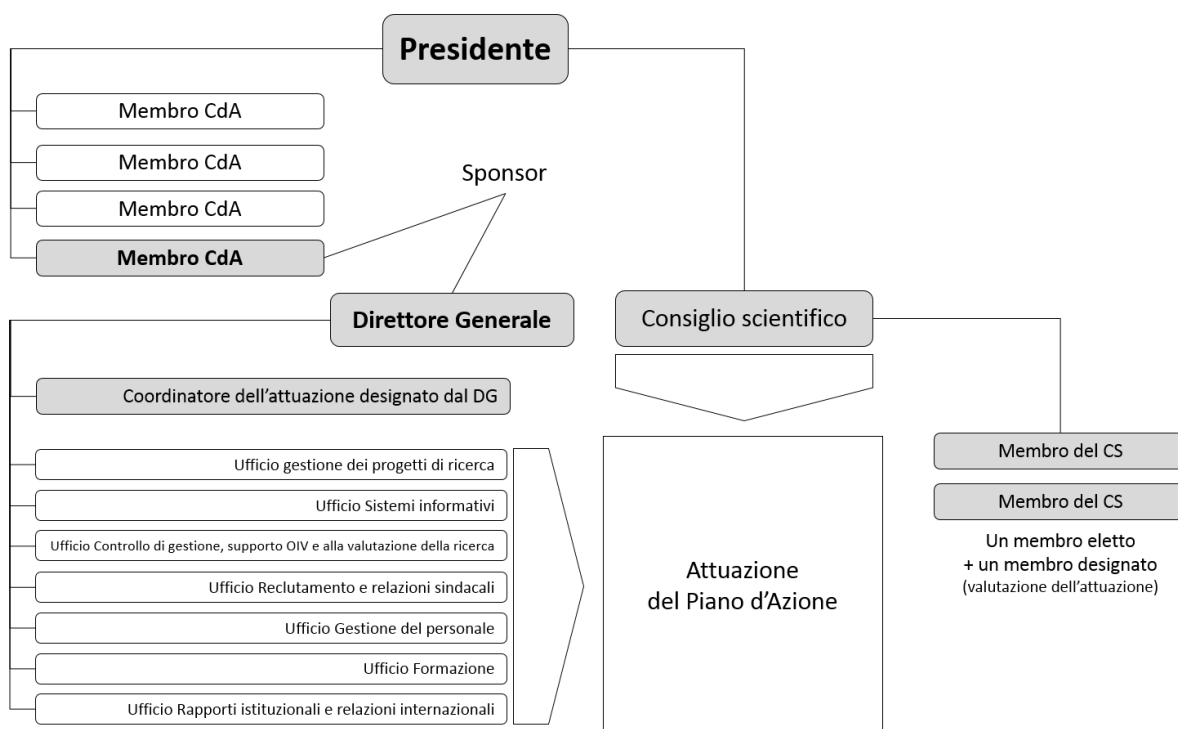 Presidente
Membro CdA
Membro CdA
Membro CdA
Membro CdA
Sponsor
Direttore Generale
Consiglio scientifico
Coordinatore dell’attuazione designato dal DG
Ufficio gestione dei progetti di ricerca
Ufficio Sistemi informativi
Ufficio Controllo di gestione, supporto OIV e alla valutazione della ricerca
Ufficio Reclutamento e relazioni sindacali
Ufficio Gestione del personale
Ufficio Formazione
Ufficio Rapporti istituzionali e relazioni internazionali
Attuazione
del Piano d’Azione
Membro del CS
Membro del CS
Un membro eletto
+ un membro designato
(valutazione dell’attuazione)